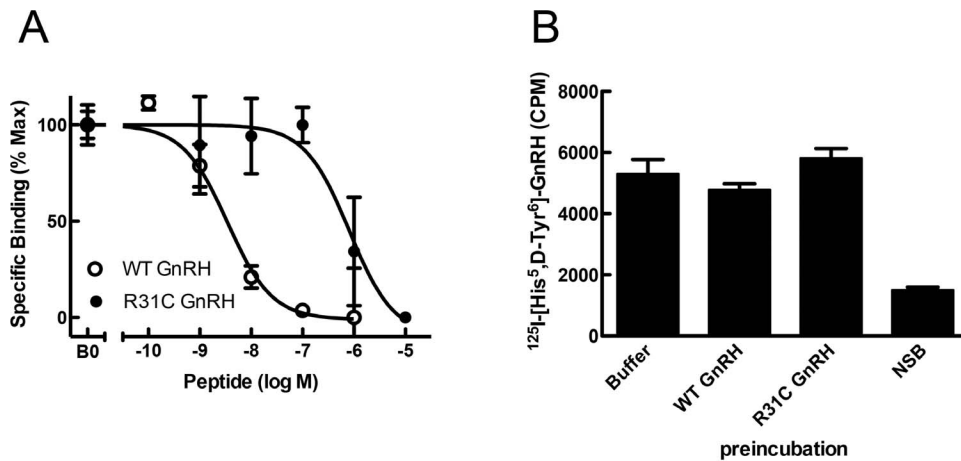 A
Specific Binding (% Max)
100
50
0
WT GnRH
R31C GnRH
B0 -10 -9 -8 -7 -6 -5
Peptide (log M)
B
¹²⁵I-[His⁵,D-Tyr⁶]-GnRH (CPM)
8000
6000
4000
2000
0
Buffer
WT GnRH
R31C GnRH
NSB
preincubation